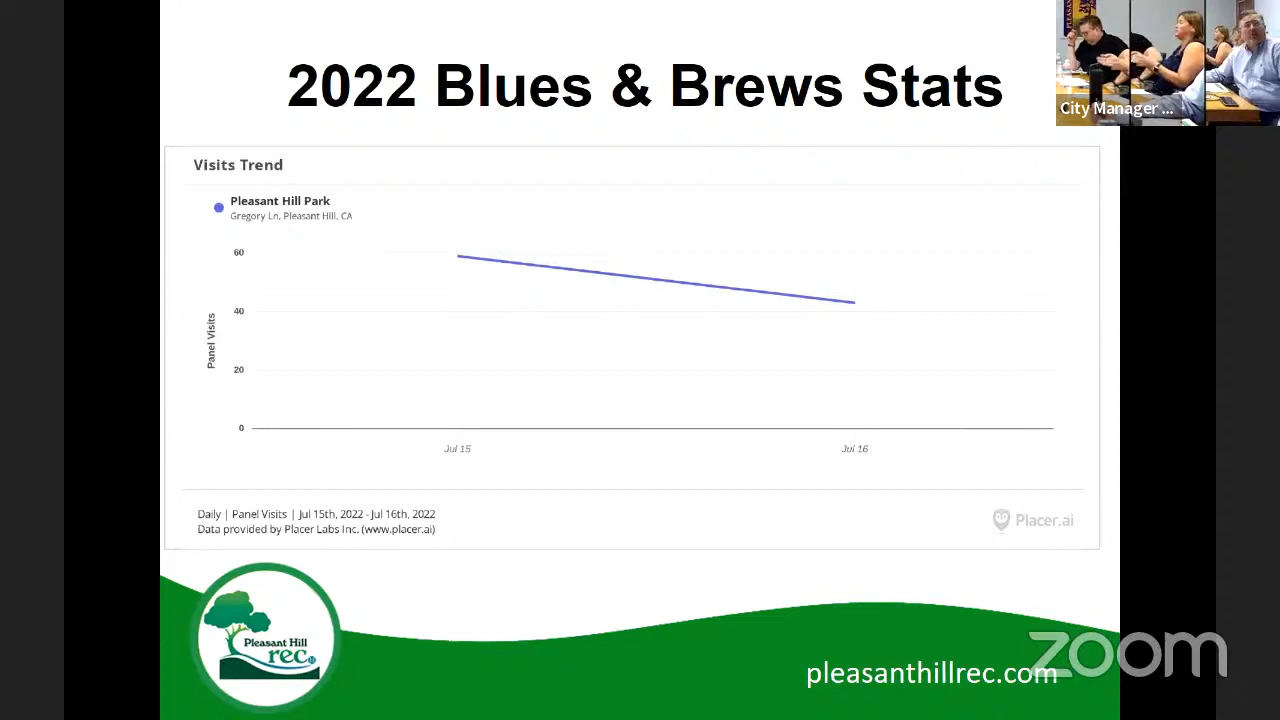 2022 Blues & Brews Stats
PLEASANT
City Manager ...
Visits Trend
Pleasant Hill Park
Gregory Ln, Pleasant Hill, CA
60
40
20
0
Panel Visits
Jul 15
Jul 16
Daily | Panel Visits | Jul 15th, 2022 - Jul 16th, 2022
Data provided by Placer Labs Inc. (www.placer.ai)
Placer.ai
Pleasant Hill
rec
pleasanthillrec.com
zoom